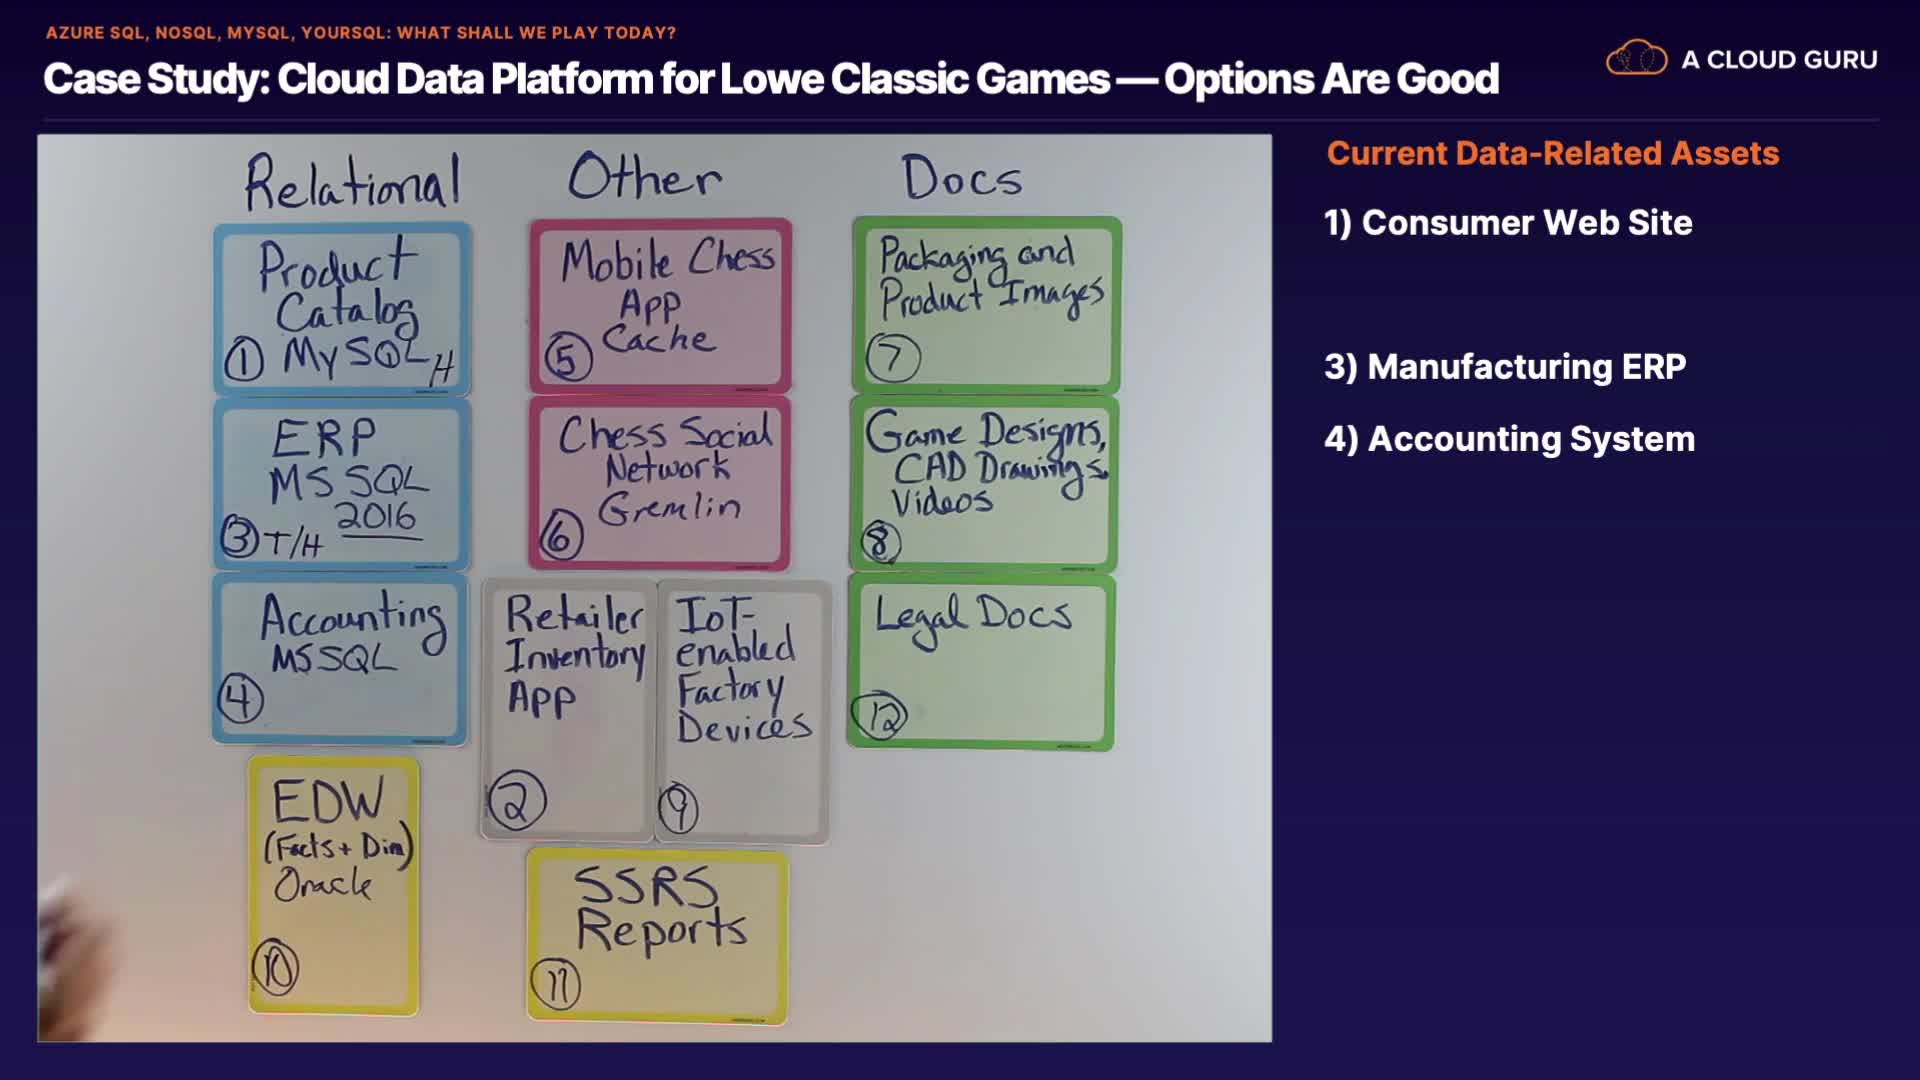 AZURE SQL, NOSQL, MYSQL, YOURSQL: WHAT SHALL WE PLAY TODAY?
Case Study: Cloud Data Platform for Lowe Classic Games — Options Are Good
A CLOUD GURU
Relational
Product
Catalog
① MySQL H
ERP
MS SQL
2016
③ T/H
Accounting
MS SQL
④
EDW
(Facts + Dim)
Oracle
⑩
Other
Mobile Chess
App
Cache
⑤
Chess Social
Network
Gremlin
⑥
Retailer
Inventory
App
②
IoT-
enabled
Factory
Devices
⑨
SSRS
Reports
⑪
Docs
Packaging and
Product Images
⑦
Game Designs,
CAD Drawings,
Videos
⑧
Legal Docs
⑫
Current Data-Related Assets
1) Consumer Web Site
3) Manufacturing ERP
4) Accounting System